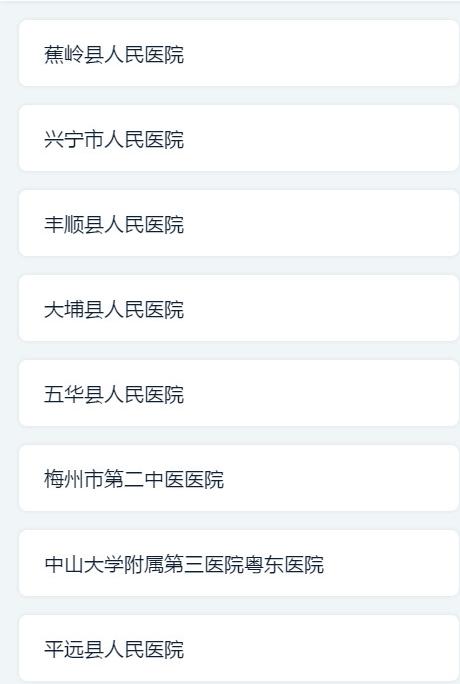 蕉岭县人民医院
兴宁市人民医院
丰顺县人民医院
大埔县人民医院
五华县人民医院
梅州市第二中医医院
中山大学附属第三医院粤东医院
平远县人民医院